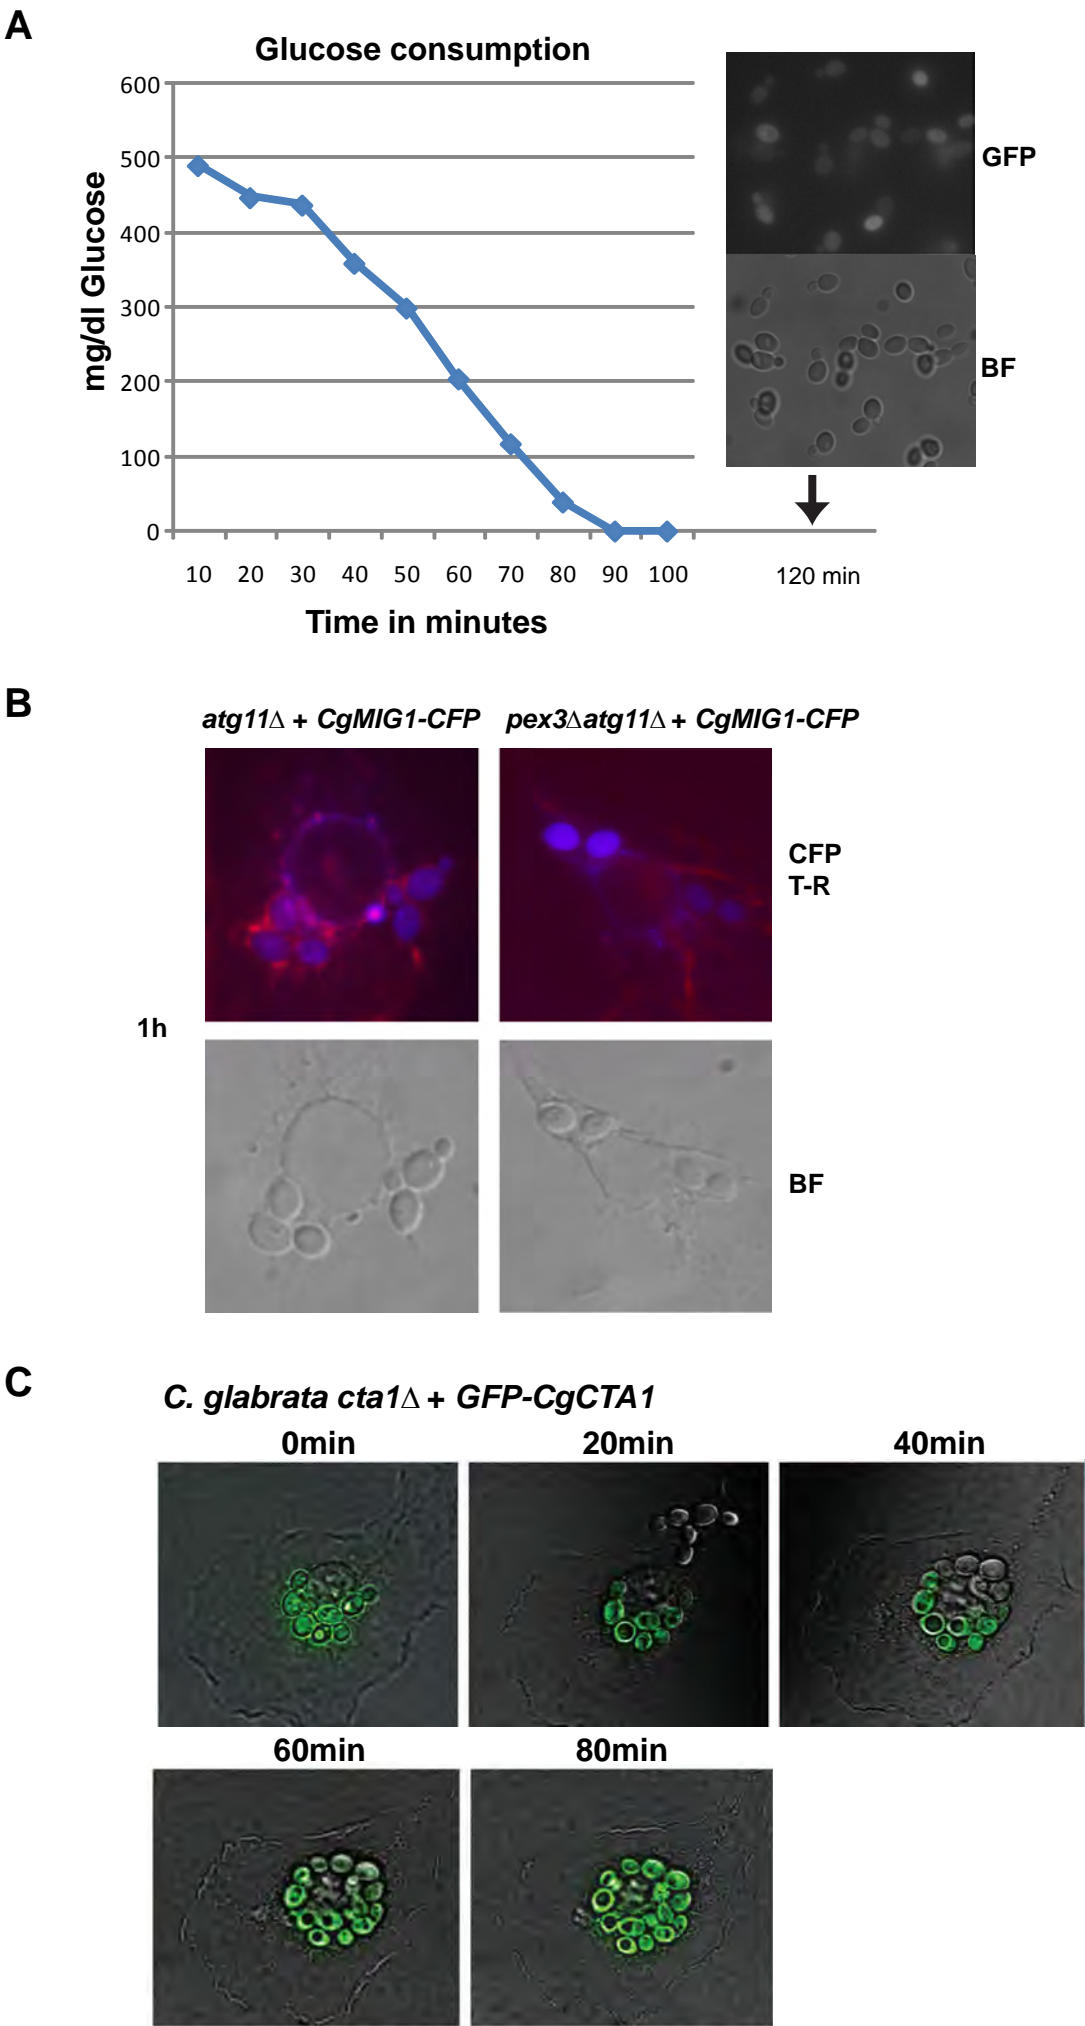 A
Glucose consumption
600
500
400
300
200
100
0
mg/dl Glucose
10 20 30 40 50 60 70 80 90 100
120 min
Time in minutes
GFP
BF
B
atg11Δ + CgMIG1-CFP
pex3Δatg11Δ + CgMIG1-CFP
CFP
T-R
1h
BF
C
C. glabrata cta1Δ + GFP-CgCTA1
0min 20min 40min
60min 80min